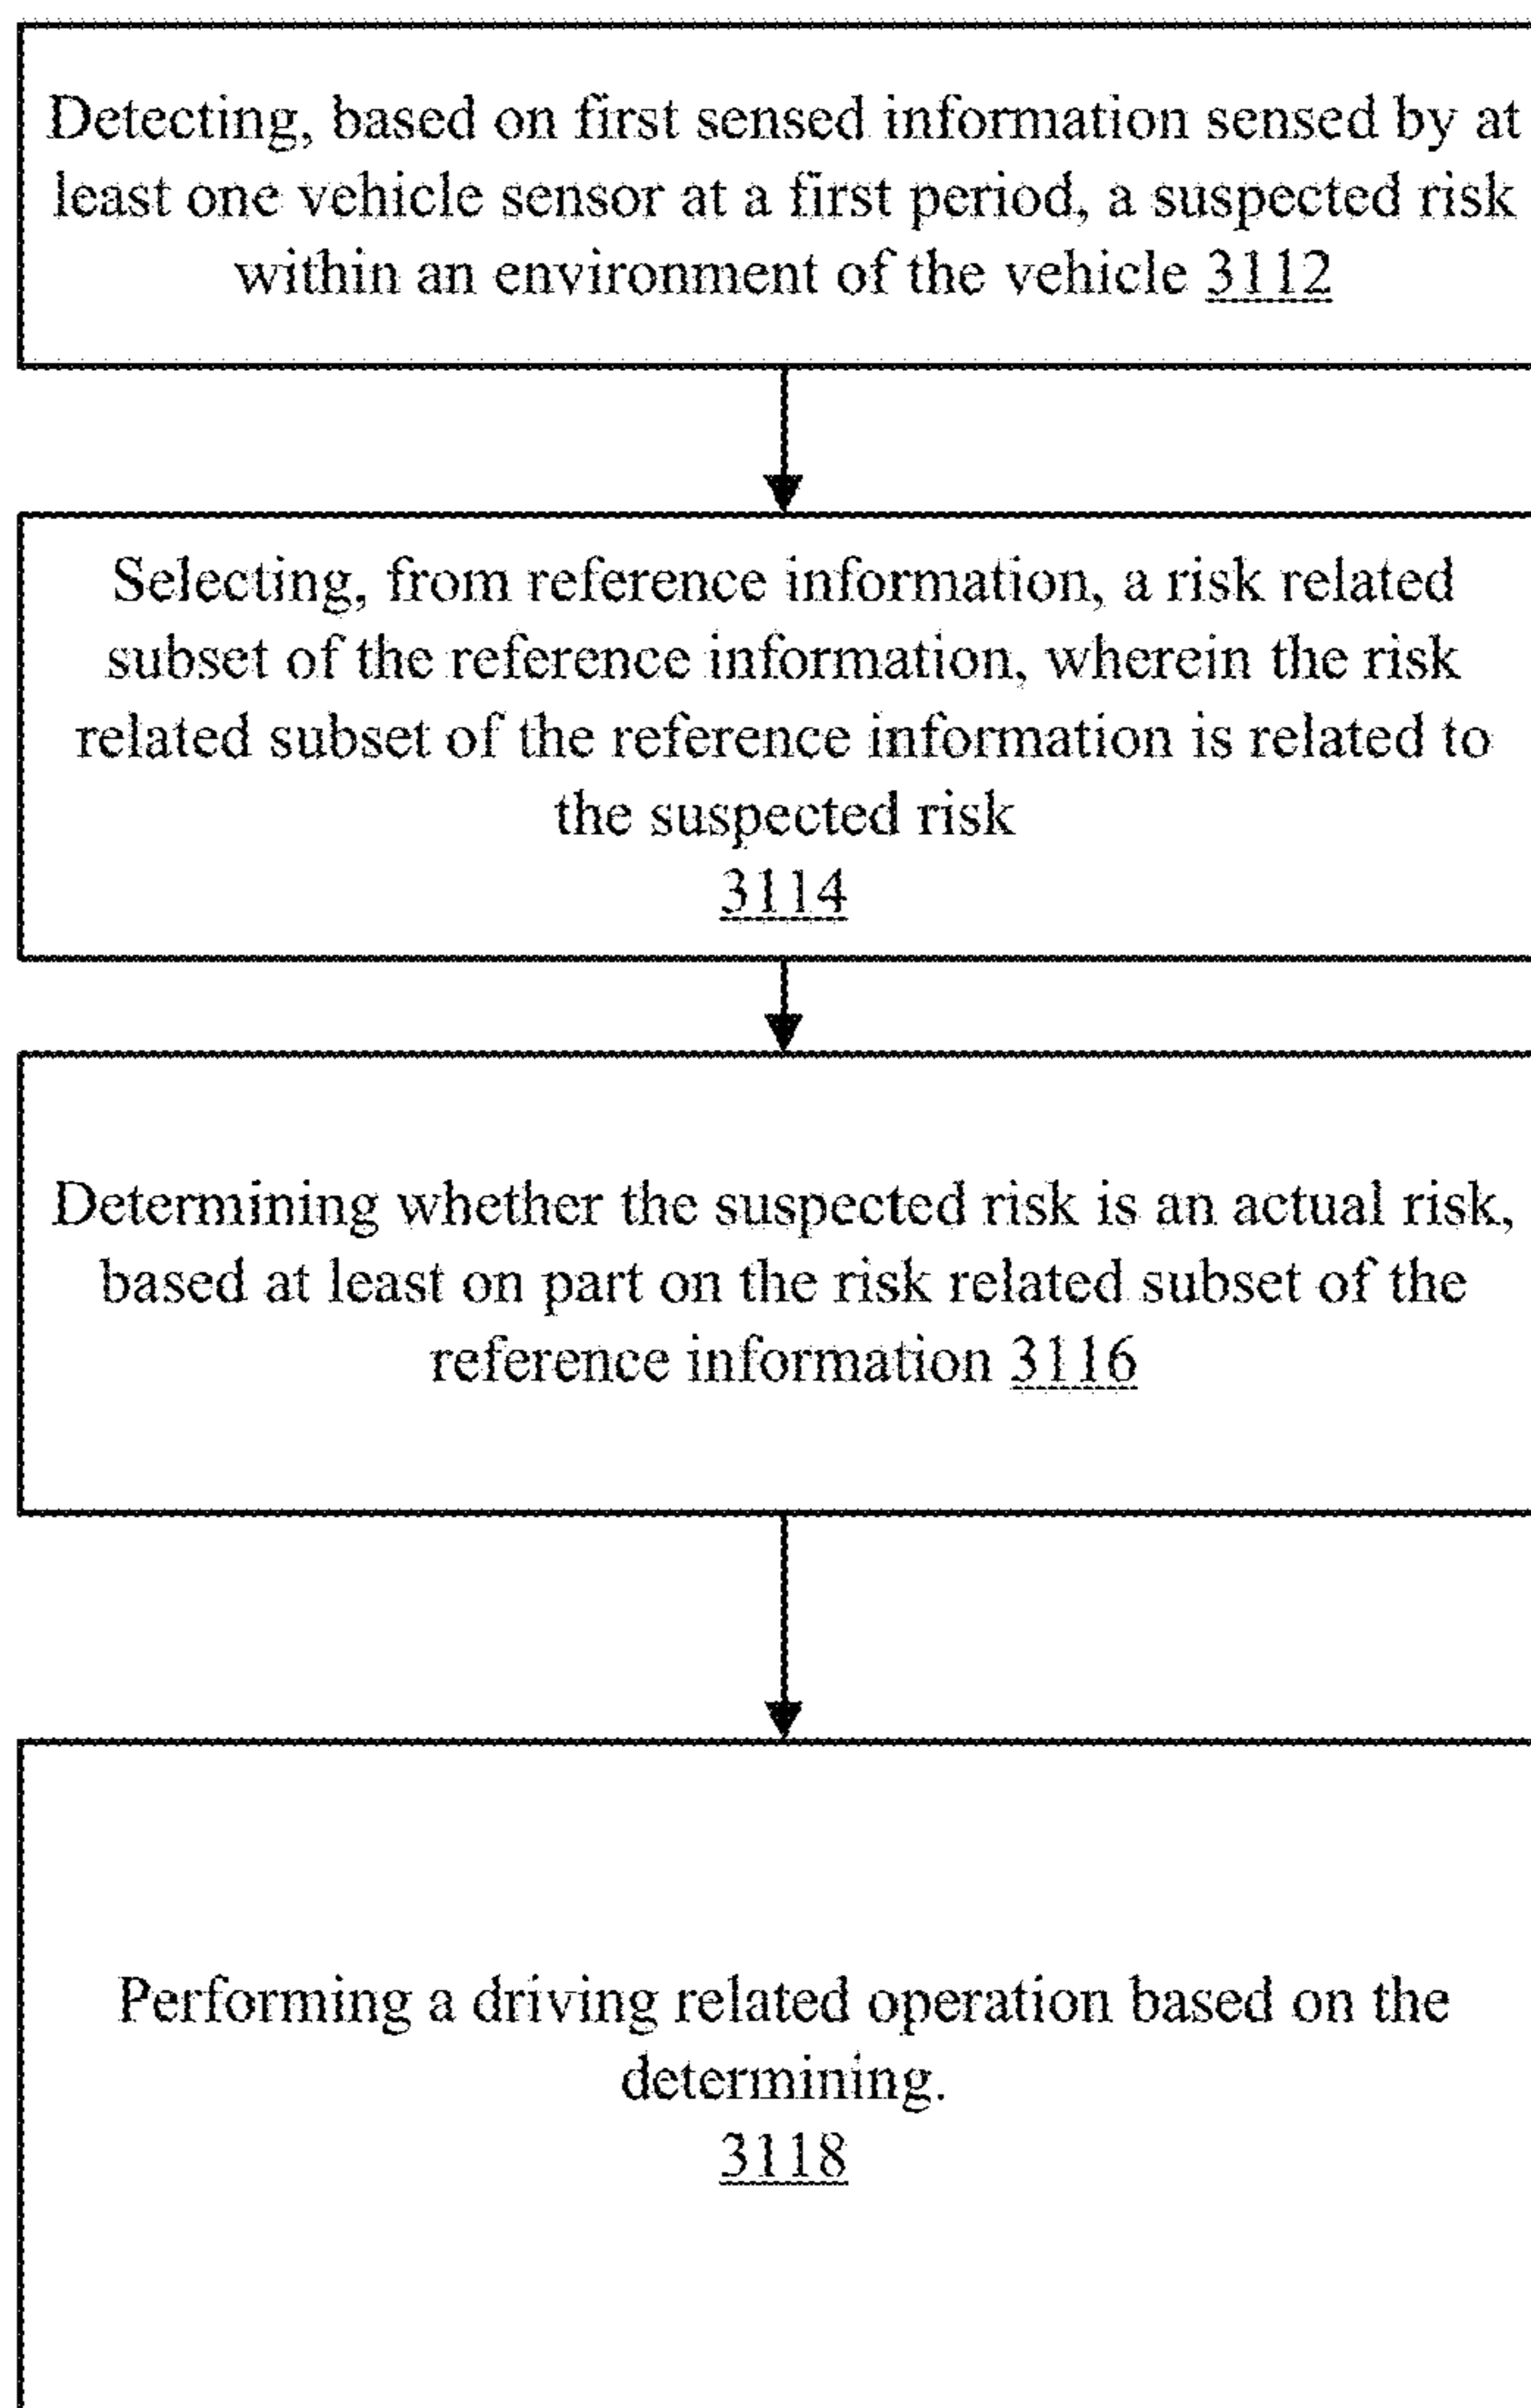 Detecting, based on first sensed information sensed by at
least one vehicle sensor at a first period, a suspected risk
within an environment of the vehicle 3112
Selecting, from reference information, a risk related
subset of the reference information, wherein the risk
related subset of the reference information is related to
the suspected risk
3114
Determining whether the suspected risk is an actual risk,
based at least on part on the risk related subset of the
reference information 3116
Performing a driving related operation based on the
determining.
3118